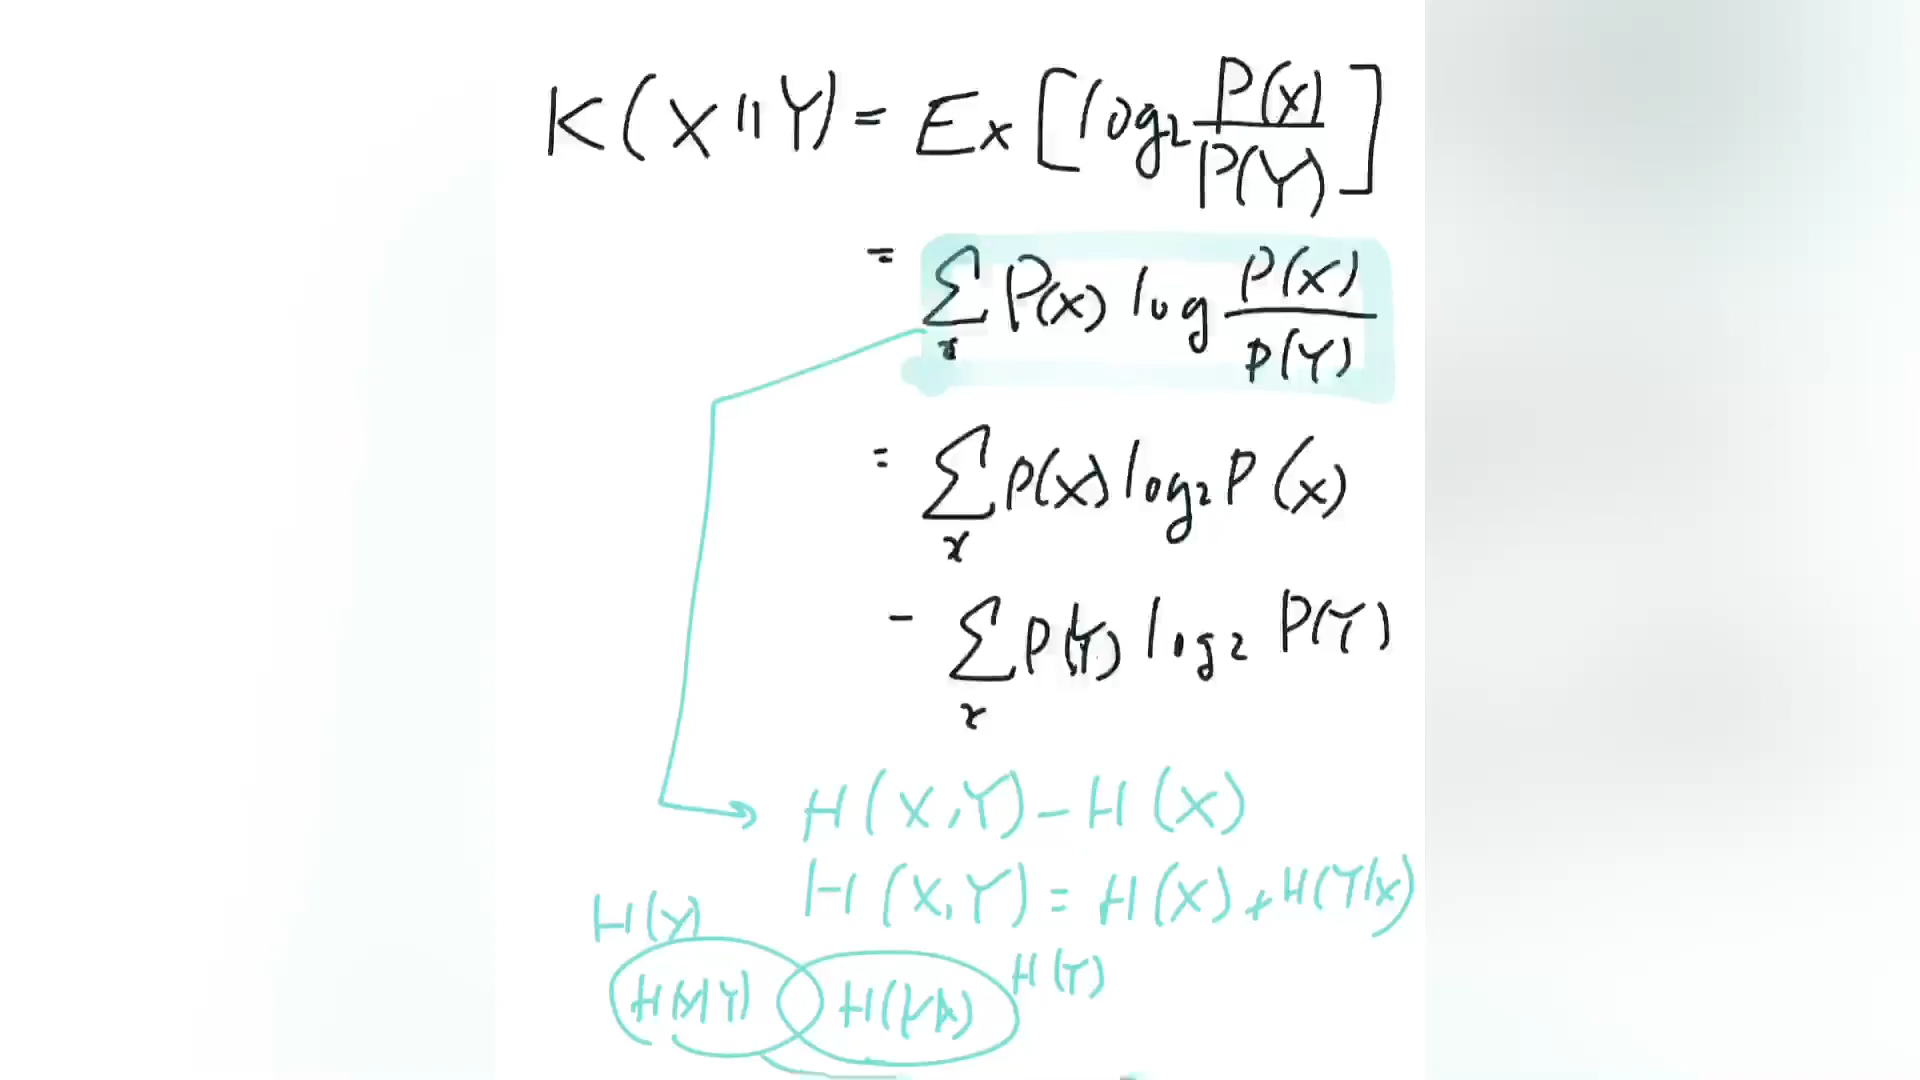 K(X||Y) = Ex[log₂ P(X)/P(Y)]
= Σx P(X) log P(X)/P(Y)
= Σx P(X) log₂ P(X)
- Σx P(Y) log₂ P(Y)
H(X,Y) - H(X)
H(X,Y) = H(X) + H(Y|X)
H(Y)
H(Y)
H(X|Y)